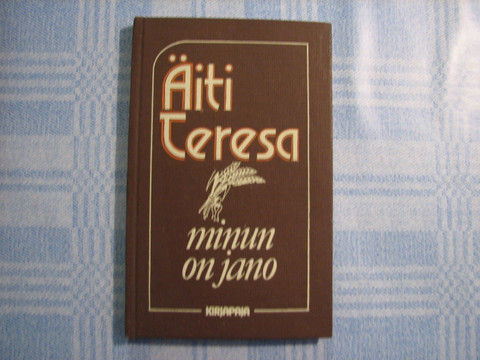 Äiti
Teresa
minun
on jano
KIRJAPAJA